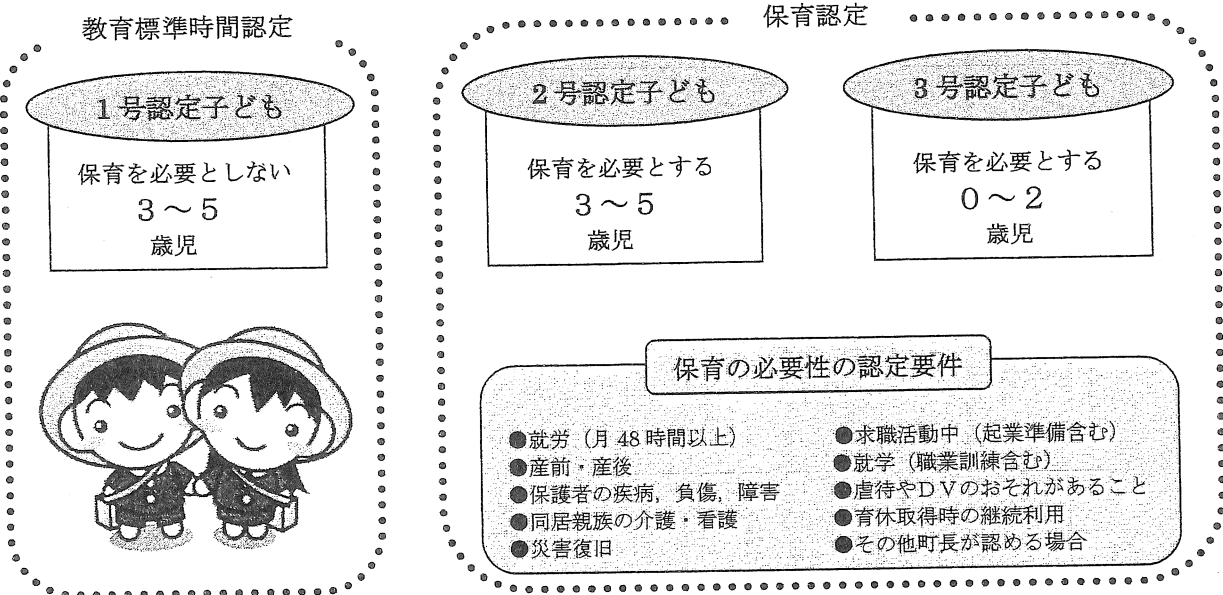 教育標準時間認定
1号認定子ども
保育を必要としない
3～5
歳児
保育認定
2号認定子ども
保育を必要とする
3～5
歳児
3号認定子ども
保育を必要とする
0～2
歳児
保育の必要性の認定要件
●就労（月48時間以上）
●産前・産後
●保護者の疾病，負傷，障害
●同居親族の介護・看護
●災害復旧
●求職活動中（起業準備含む）
●就学（職業訓練含む）
●虐待やＤＶのおそれがあること
●育休取得時の継続利用
●その他町長が認める場合